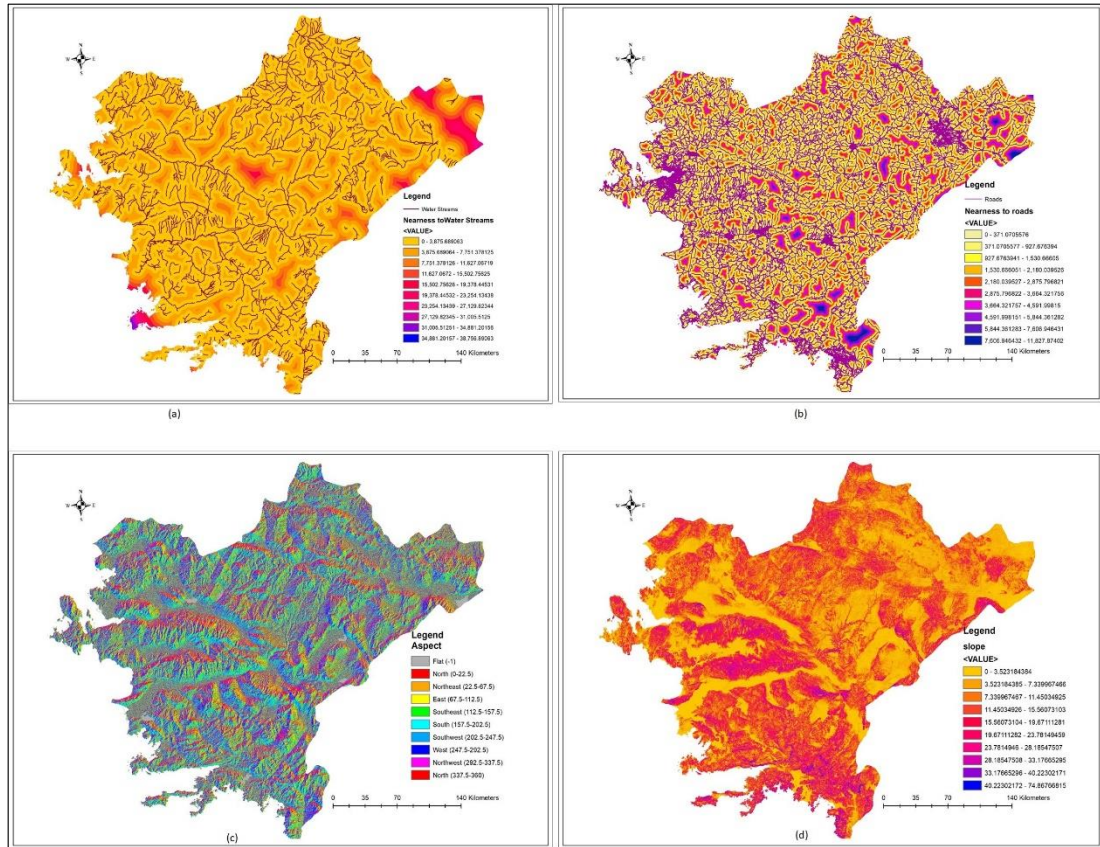 N
W E
S
Legend
Water Streams
Nearness toWater Streams
<VALUE>
0 - 3,875.689063
3,875.689064 - 7,751.378125
7,751.378126 - 11,627.06719
11,627.0672 - 15,502.75625
15,502.75626 - 19,378.44531
19,378.44532 - 23,254.13438
23,254.13439 - 27,129.82344
27,129.82345 - 31,005.5125
31,005.51251 - 34,881.20156
34,881.20157 - 38,756.89063
0 35 70 140 Kilometers
(a)
N
W E
S
Legend
Roads
Nearness to roads
<VALUE>
0 - 371.0705576
371.0705577 - 927.676394
927.6763941 - 1,530.66605
1,530.666051 - 2,180.039526
2,180.039527 - 2,875.796821
2,875.796822 - 3,664.321756
3,664.321757 - 4,591.99815
4,591.998151 - 5,844.361282
5,844.361283 - 7,606.946431
7,606.946432 - 11,827.87402
0 35 70 140 Kilometers
(b)
N
W E
S
Legend
Aspect
Flat (-1)
North (0-22.5)
Northeast (22.5-67.5)
East (67.5-112.5)
Southeast (112.5-157.5)
South (157.5-202.5)
Southwest (202.5-247.5)
West (247.5-292.5)
Northwest (292.5-337.5)
North (337.5-360)
0 35 70 140 Kilometers
(c)
N
W E
S
Legend
slope
<VALUE>
0 - 3.523184384
3.523184385 - 7.339967466
7.339967467 - 11.45034925
11.45034926 - 15.56073103
15.56073104 - 19.67111281
19.67111282 - 23.78149459
23.7814946 - 28.18547507
28.18547508 - 33.17665295
33.17665296 - 40.22302171
40.22302172 - 74.86766815
0 35 70 140 Kilometers
(d)